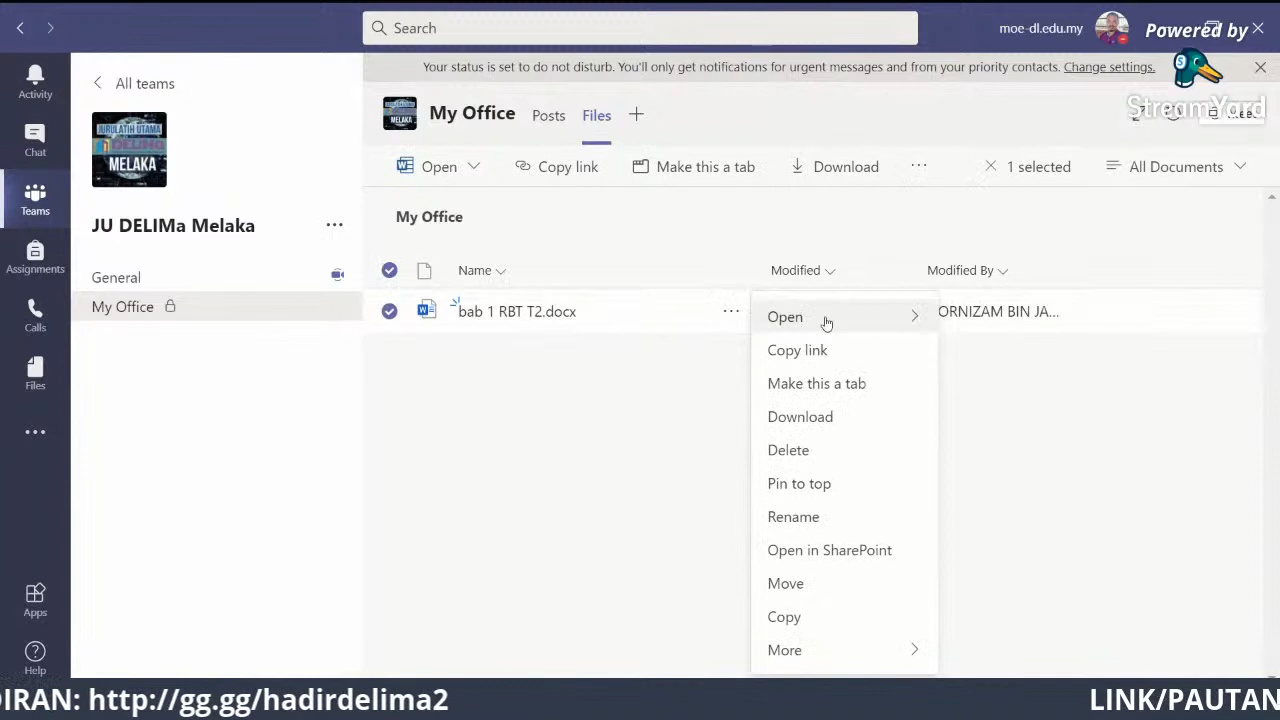 Search
moe-dl.edu.my
Powered by
StreamYard
Your status is set to do not disturb. You'll only get notifications for urgent messages and from your priority contacts. Change settings.
Activity
Chat
Teams
Assignments
Calls
Files
Apps
Help
All teams
JURULATIH UTAMA
DELIMa
MELAKA
JU DELIMa Melaka
General
My Office
My Office Posts Files
Open Copy link Make this a tab Download 1 selected All Documents
My Office
Name Modified Modified By
bab 1 RBT T2.docx ORNIZAM BIN JA...
Open
Copy link
Make this a tab
Download
Delete
Pin to top
Rename
Open in SharePoint
Move
Copy
More
DIRAN: http://gg.gg/hadirdelima2 LINK/PAUTAN